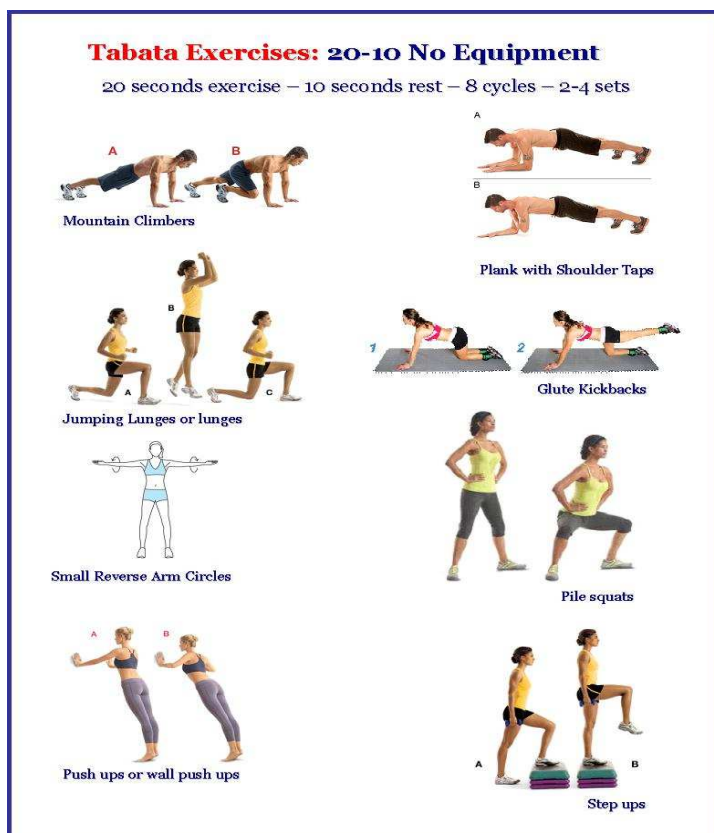 Tabata Exercises: 20-10 No Equipment
20 seconds exercise – 10 seconds rest – 8 cycles – 2-4 sets
A
B
Mountain Climbers
A
B
Plank with Shoulder Taps
A
B
C
Jumping Lunges or lunges
1
2
Glute Kickbacks
Small Reverse Arm Circles
Pile squats
A
B
Push ups or wall push ups
A
B
Step ups